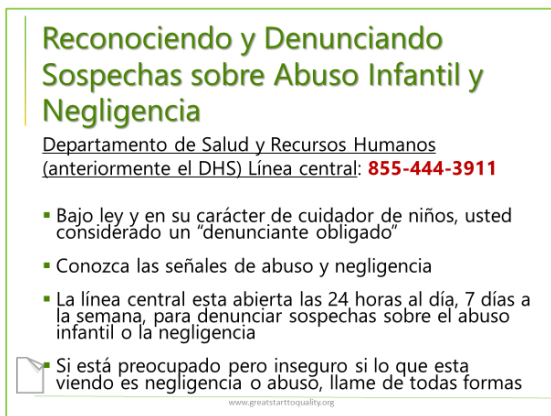 Reconociendo y Denunciando
Sospechas sobre Abuso Infantil y
Negligencia
Departamento de Salud y Recursos Humanos
(anteriormente el DHS) Línea central: 855-444-3911
▪ Bajo ley y en su carácter de cuidador de niños, usted
considerado un “denunciante obligado”
▪ Conozca las señales de abuso y negligencia
▪ La línea central esta abierta las 24 horas al día, 7 días a
la semana, para denunciar sospechas sobre el abuso
infantil o la negligencia
▪ Si está preocupado pero inseguro si lo que esta
viendo es negligencia o abuso, llame de todas formas
www.greatstarttoquality.org